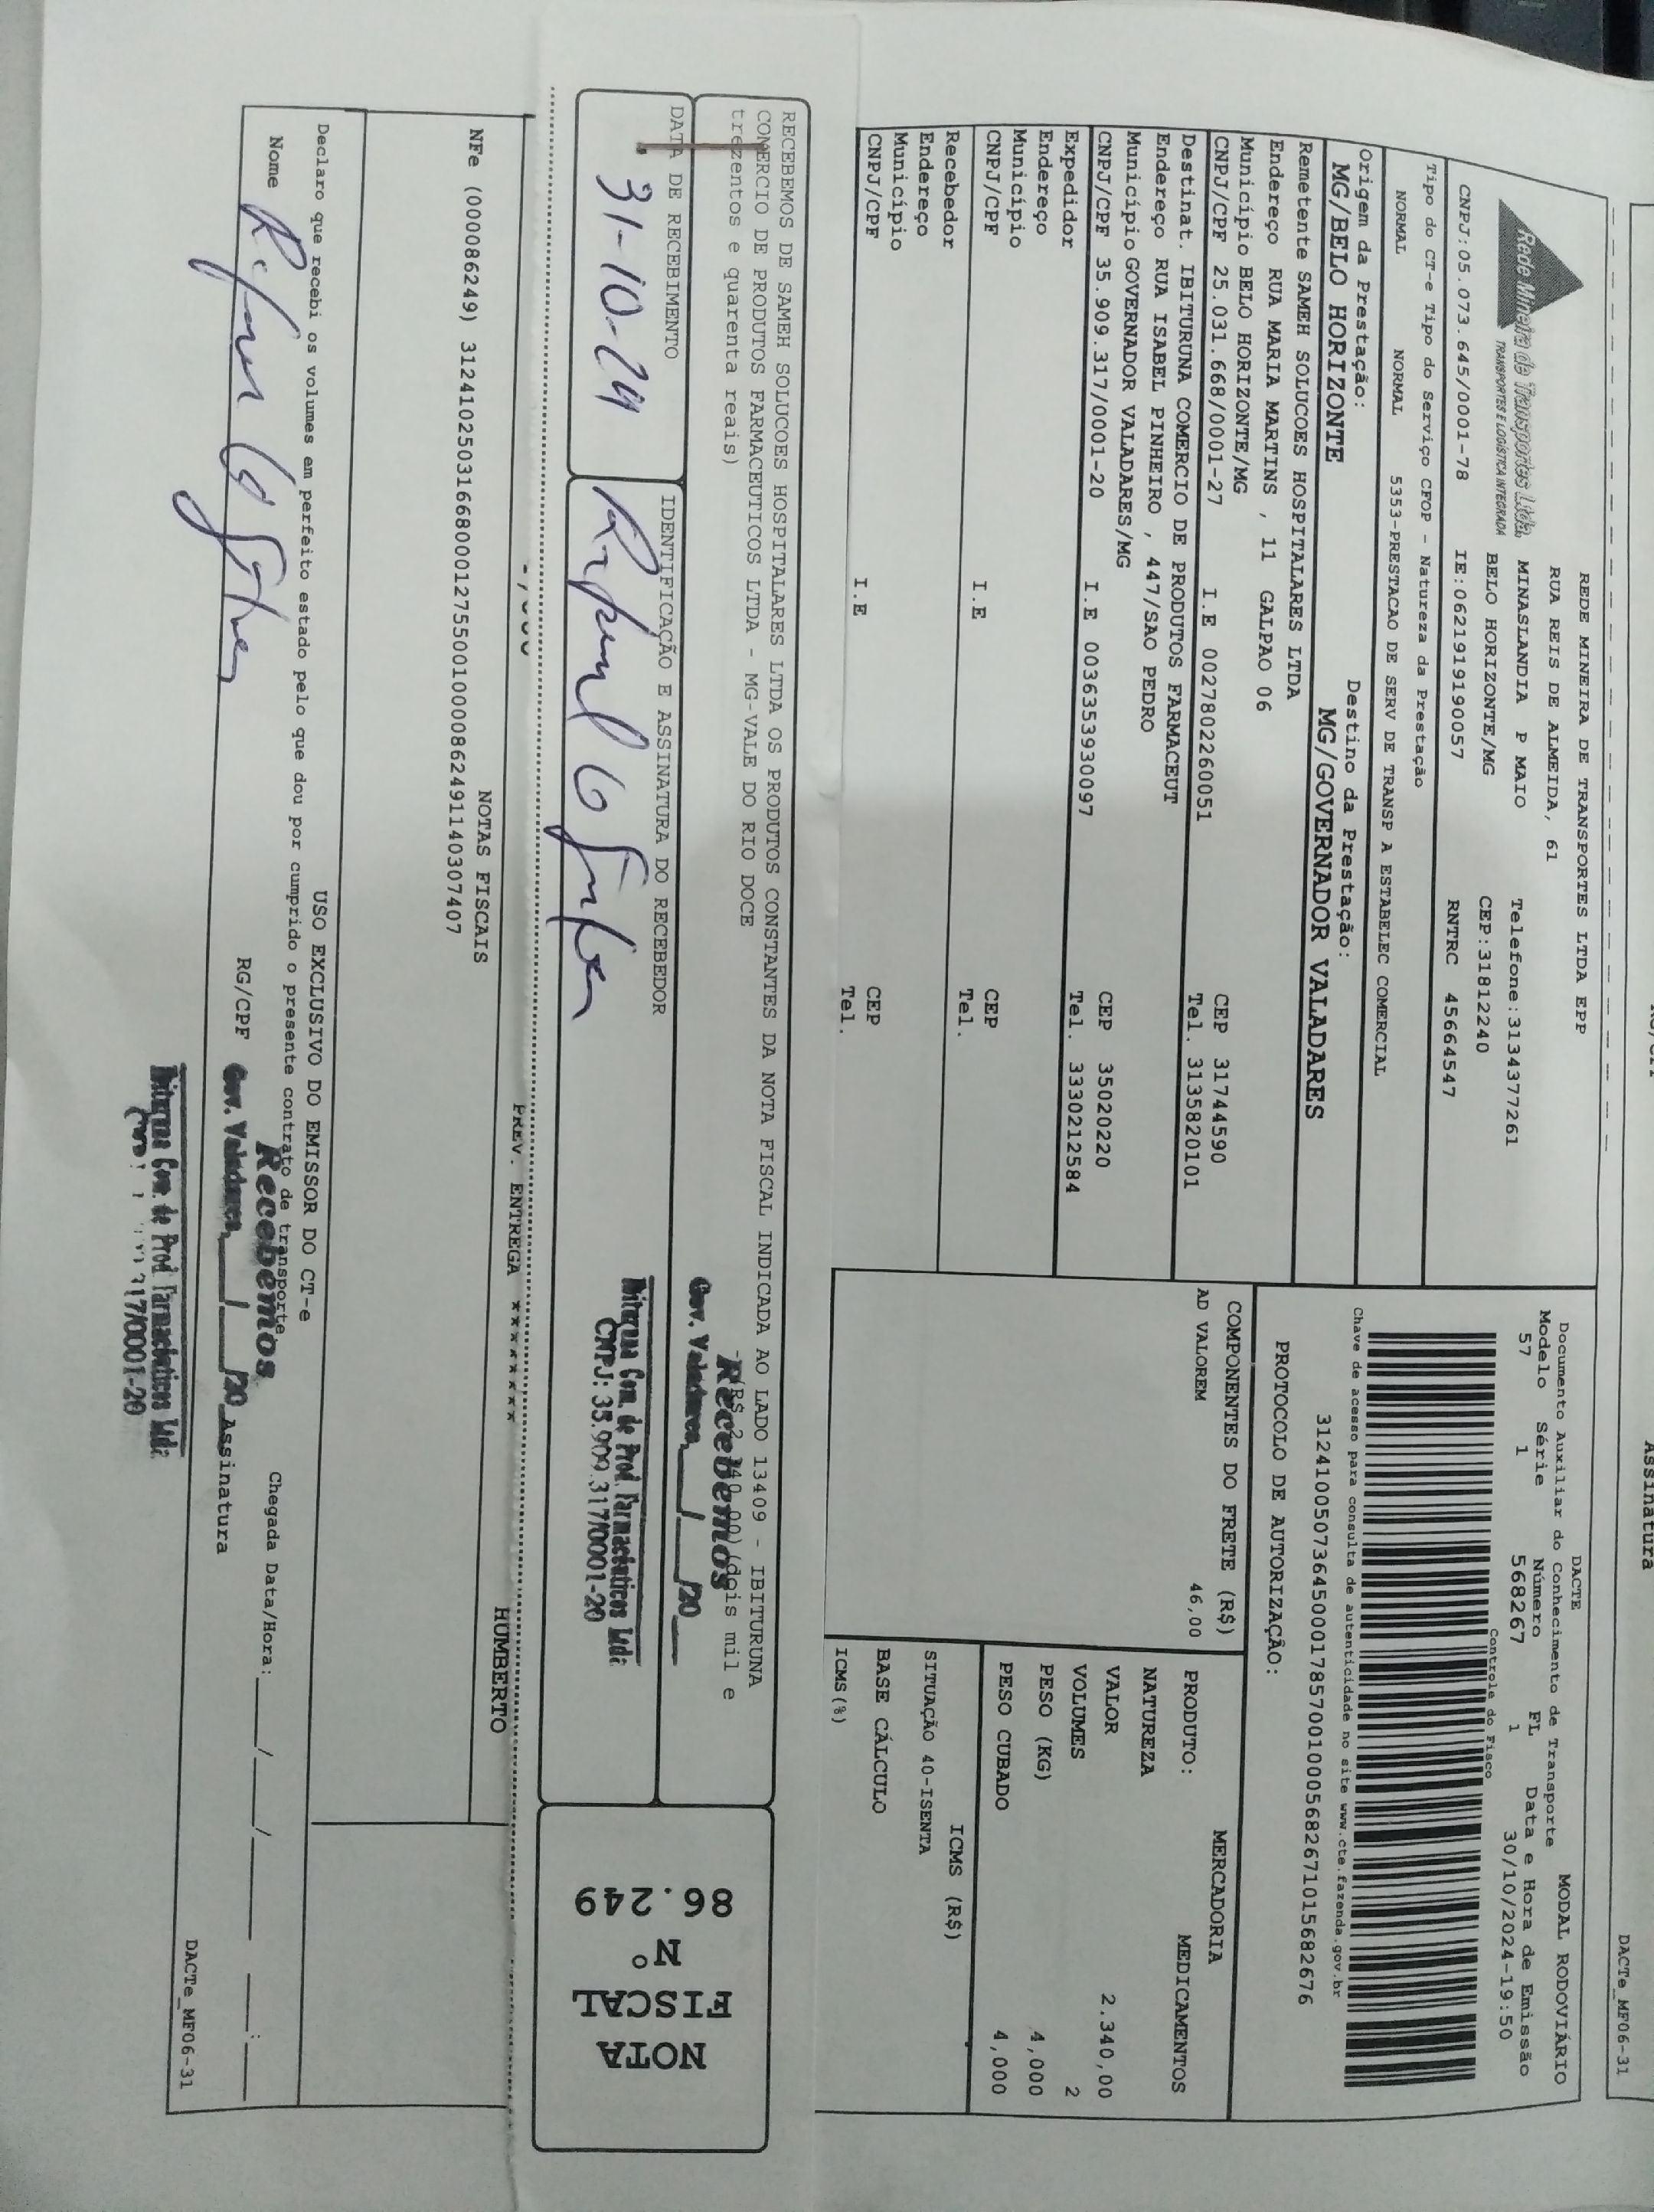 DACTe_MF06-31
Assinatura
Rede Mineira de Transportes Ltda.
TRANSPORTES E LOGÍSTICA INTEGRADA
REDE MINEIRA DE TRANSPORTES LTDA EPP
RUA REIS DE ALMEIDA, 61
MINASLANDIA P MAIO Telefone:3134377261
BELO HORIZONTE/MG CEP:31812240
CNPJ:05.073.645/0001-78 IE:0621919190057 RNTRC 45664547
Tipo do CT-e Tipo do Serviço CFOP - Natureza da Prestação
NORMAL NORMAL 5353-PRESTACAO DE SERV DE TRANSP A ESTABELEC COMERCIAL
Origem da Prestação: Destino da Prestação:
MG/BELO HORIZONTE MG/GOVERNADOR VALADARES
DACTE
Documento Auxiliar do Conhecimento de Transporte MODAL RODOVIÁRIO
Modelo Série Número FL Data e Hora de Emissão
57 1 568267 1 30/10/2024-19:50
Controle do Fisco
Chave de acesso para consulta de autenticidade no site www.cte.fazenda.gov.br
31241005073645000178570010005682671015682676
PROTOCOLO DE AUTORIZAÇÃO:
Remetente SAMEH SOLUCOES HOSPITALARES LTDA
Endereço RUA MARIA MARTINS , 11 GALPAO 06
Município BELO HORIZONTE/MG CEP 31744590
CNPJ/CPF 25.031.668/0001-27 I.E 0027802260051 Tel. 3135820101
Destinat. IBITURUNA COMERCIO DE PRODUTOS FARMACEUT
Endereço RUA ISABEL PINHEIRO , 447/SAO PEDRO
Município GOVERNADOR VALADARES/MG CEP 35020220
CNPJ/CPF 35.909.317/0001-20 I.E 0036353930097 Tel. 3330212584
Expedidor
Endereço
Município CEP
CNPJ/CPF I.E Tel.
Recebedor
Endereço
Município CEP
CNPJ/CPF I.E Tel.
COMPONENTES DO FRETE (R$)
AD VALOREM 46,00
MERCADORIA
PRODUTO: MEDICAMENTOS
NATUREZA
VALOR 2.340,00
VOLUMES 2
PESO (KG) 4,000
PESO CUBADO 4,000
ICMS (R$)
SITUAÇÃO 40-ISENTA
BASE CÁLCULO
ICMS(%)
RECEBEMOS DE SAMEH SOLUCOES HOSPITALARES LTDA OS PRODUTOS CONSTANTES DA NOTA FISCAL INDICADA AO LADO 13409 - IBITURUNA
COMERCIO DE PRODUTOS FARMACEUTICOS LTDA - MG-VALE DO RIO DOCE - (R$ 2.340,00) (dois mil e
trezentos e quarenta reais)
Recebemos
Gov. Valadares, ___/___/20___
Ibituruna Com. de Prod. Farmacêuticos Ltda
CNPJ: 35.909.317/0001-20
DATA DE RECEBIMENTO
31-10-24
IDENTIFICAÇÃO E ASSINATURA DO RECEBEDOR
NOTA
FISCAL
Nº
86.249
PREV. ENTREGA ******* HUMBERTO
NOTAS FISCAIS
NFe (000086249) 31241025031668000127550010000862491140307407
USO EXCLUSIVO DO EMISSOR DO CT-e
Declaro que recebi os volumes em perfeito estado pelo que dou por cumprido o presente contrato de transporte
Nome RG/CPF Assinatura Chegada Data/Hora: ___/___/___ ___:___
Recebemos
Gov. Valadares, ___/___/20___
Ibituruna Com. de Prod. Farmacêuticos Ltda
317/0001-20
DACTe_MF06-31